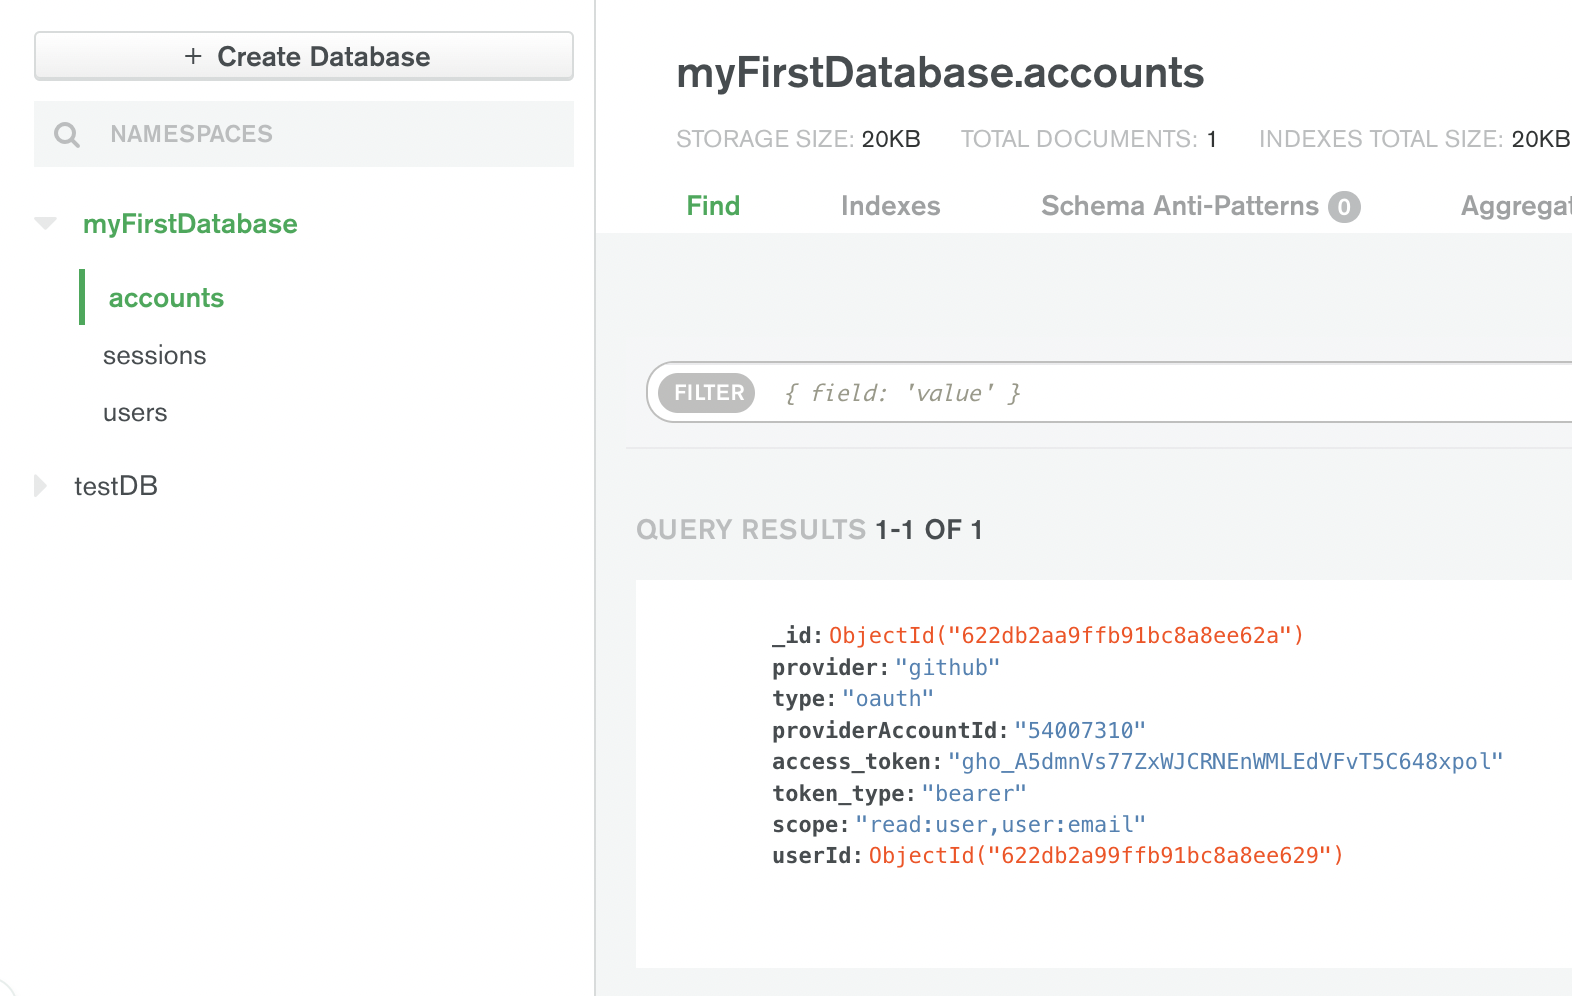 + Create Database
NAMESPACES
myFirstDatabase
accounts
sessions
users
testDB
myFirstDatabase.accounts
STORAGE SIZE: 20KB TOTAL DOCUMENTS: 1 INDEXES TOTAL SIZE: 20KB
Find Indexes Schema Anti-Patterns 0 Aggregat
FILTER { field: 'value' }
QUERY RESULTS 1-1 OF 1
_id: ObjectId("622db2aa9ffb91bc8a8ee62a")
provider: "github"
type: "oauth"
providerAccountId: "54007310"
access_token: "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"
token_type: "bearer"
scope: "read:user,user:email"
userId: ObjectId("622db2a99ffb91bc8a8ee629")